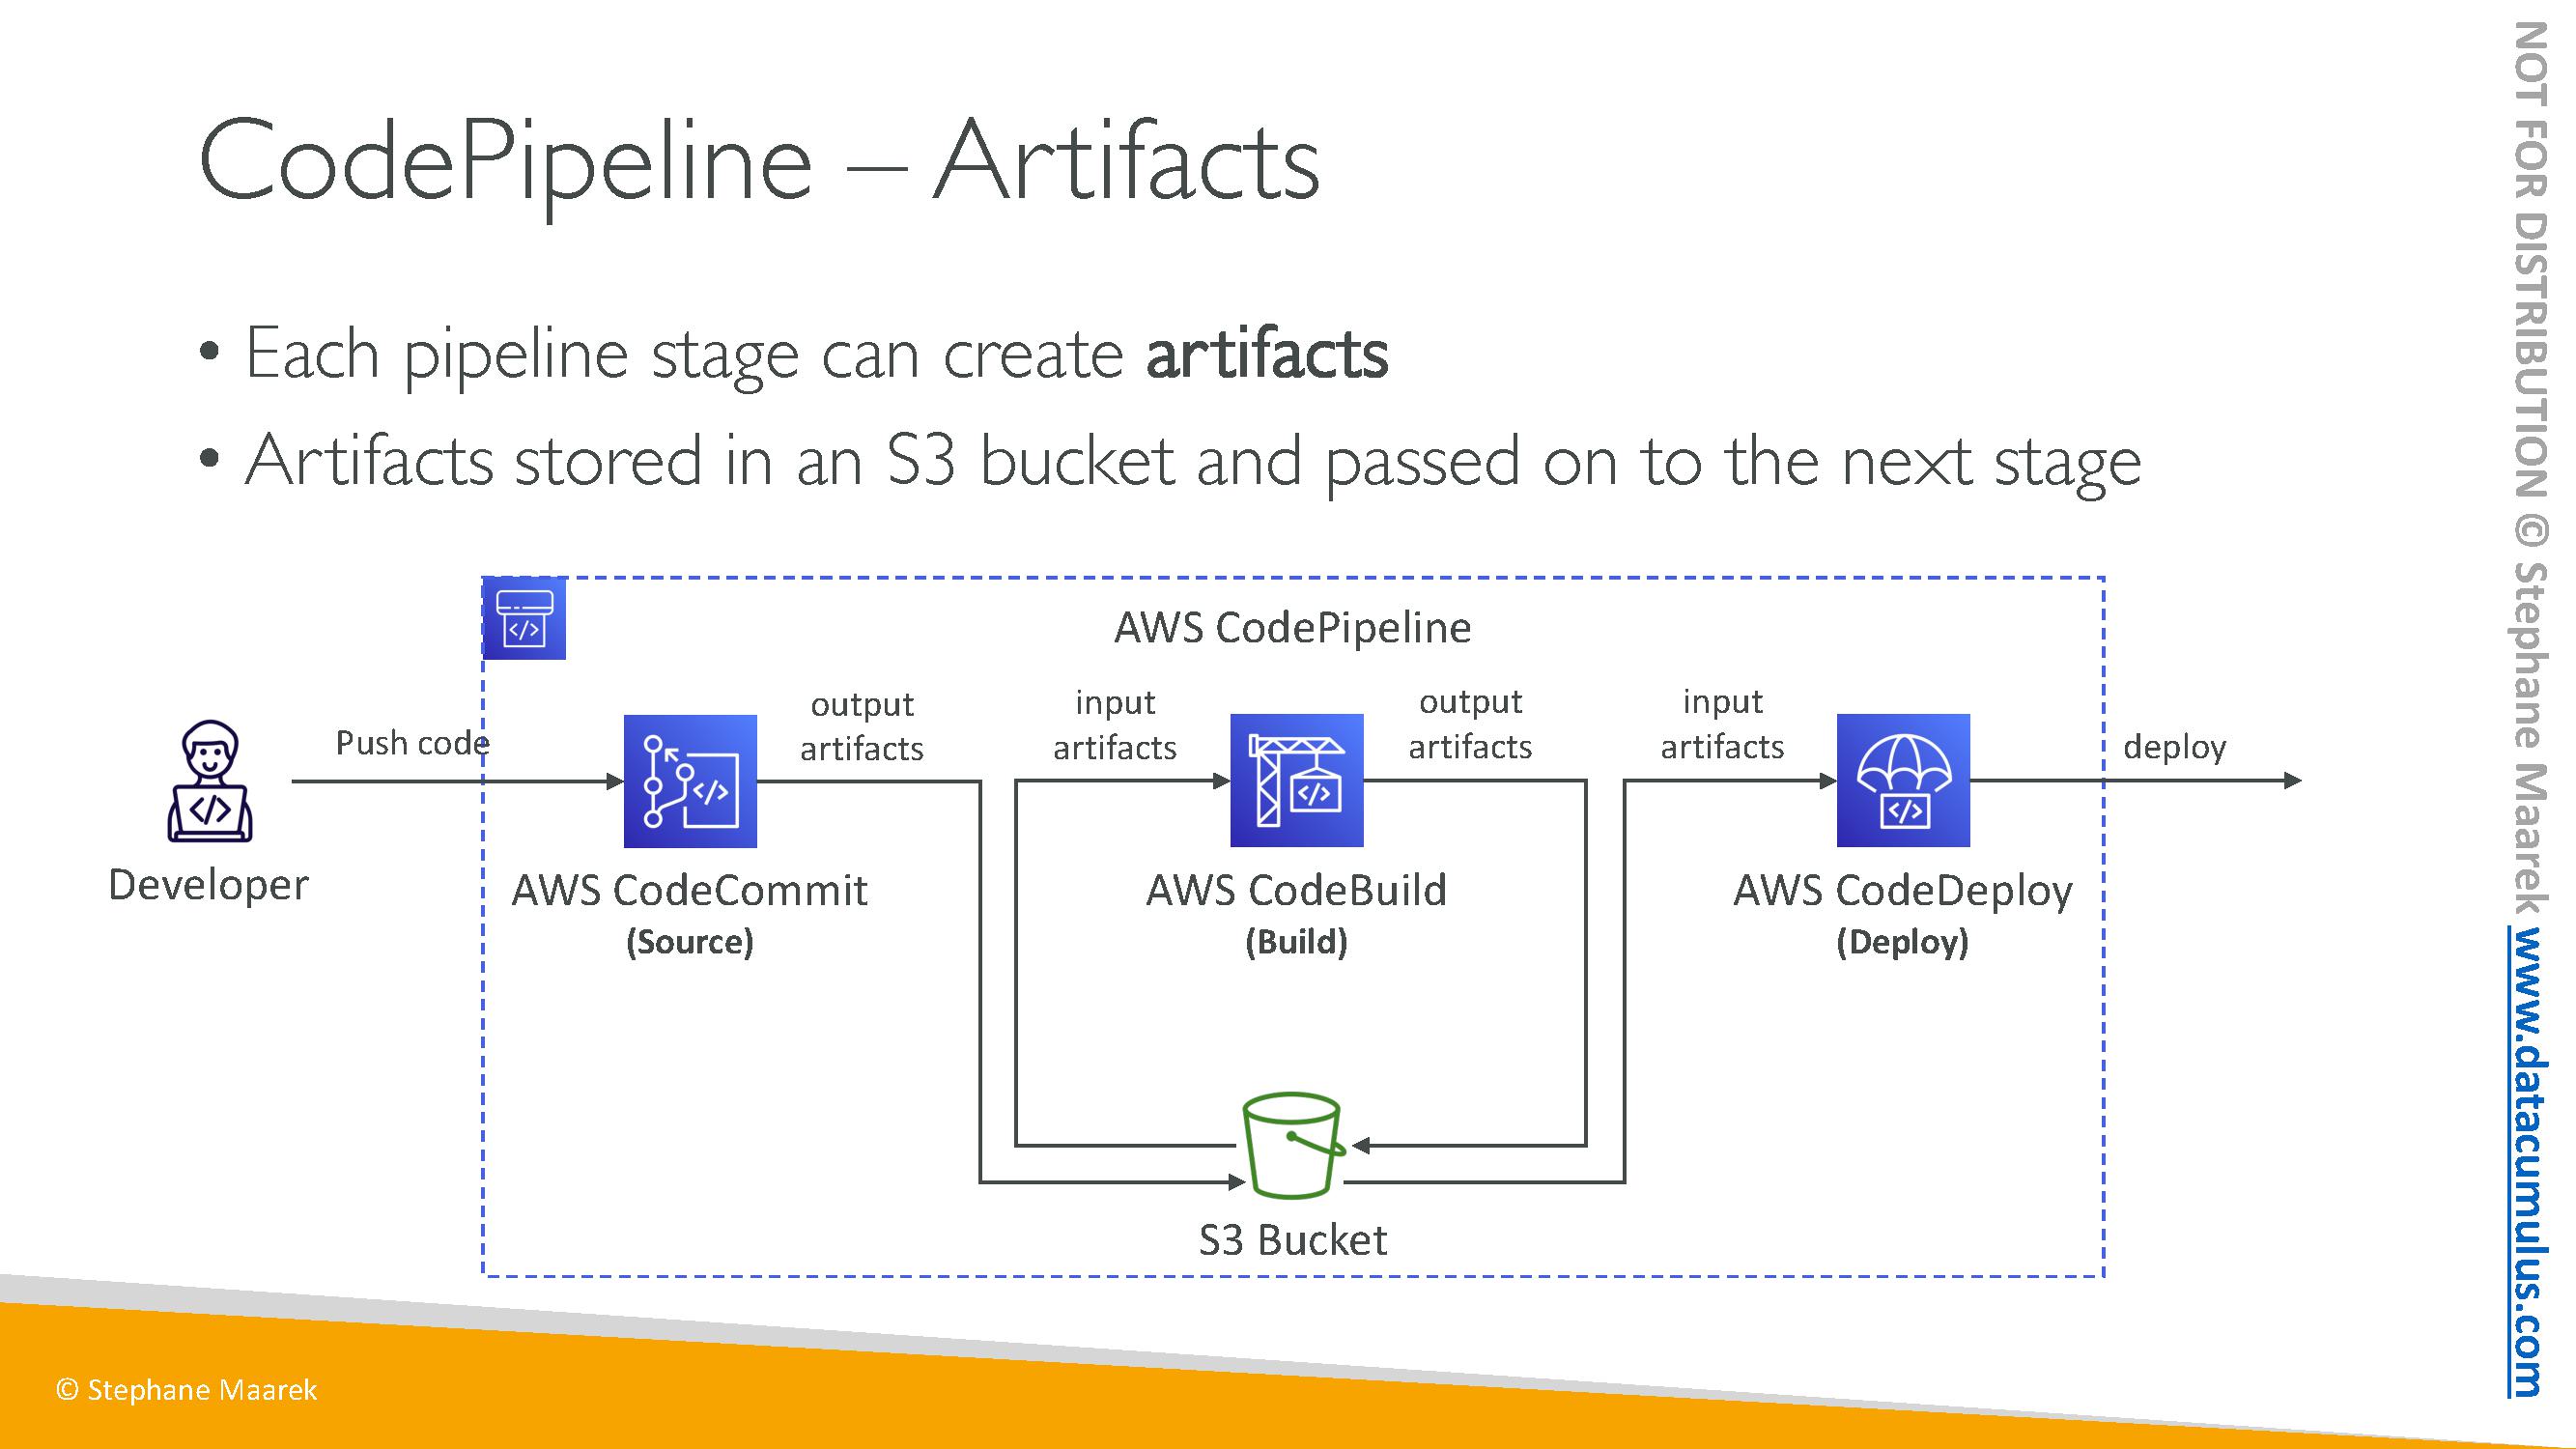 CodePipeline – Artifacts
• Each pipeline stage can create artifacts
• Artifacts stored in an S3 bucket and passed on to the next stage
AWS CodePipeline
Push code
output
artifacts
input
artifacts
output
artifacts
input
artifacts
deploy
</>
</>
</>
</>
</>
Developer
AWS CodeCommit
(Source)
AWS CodeBuild
(Build)
AWS CodeDeploy
(Deploy)
S3 Bucket
© Stephane Maarek
NOT FOR DISTRIBUTION © Stephane Maarek www.datacumulus.com